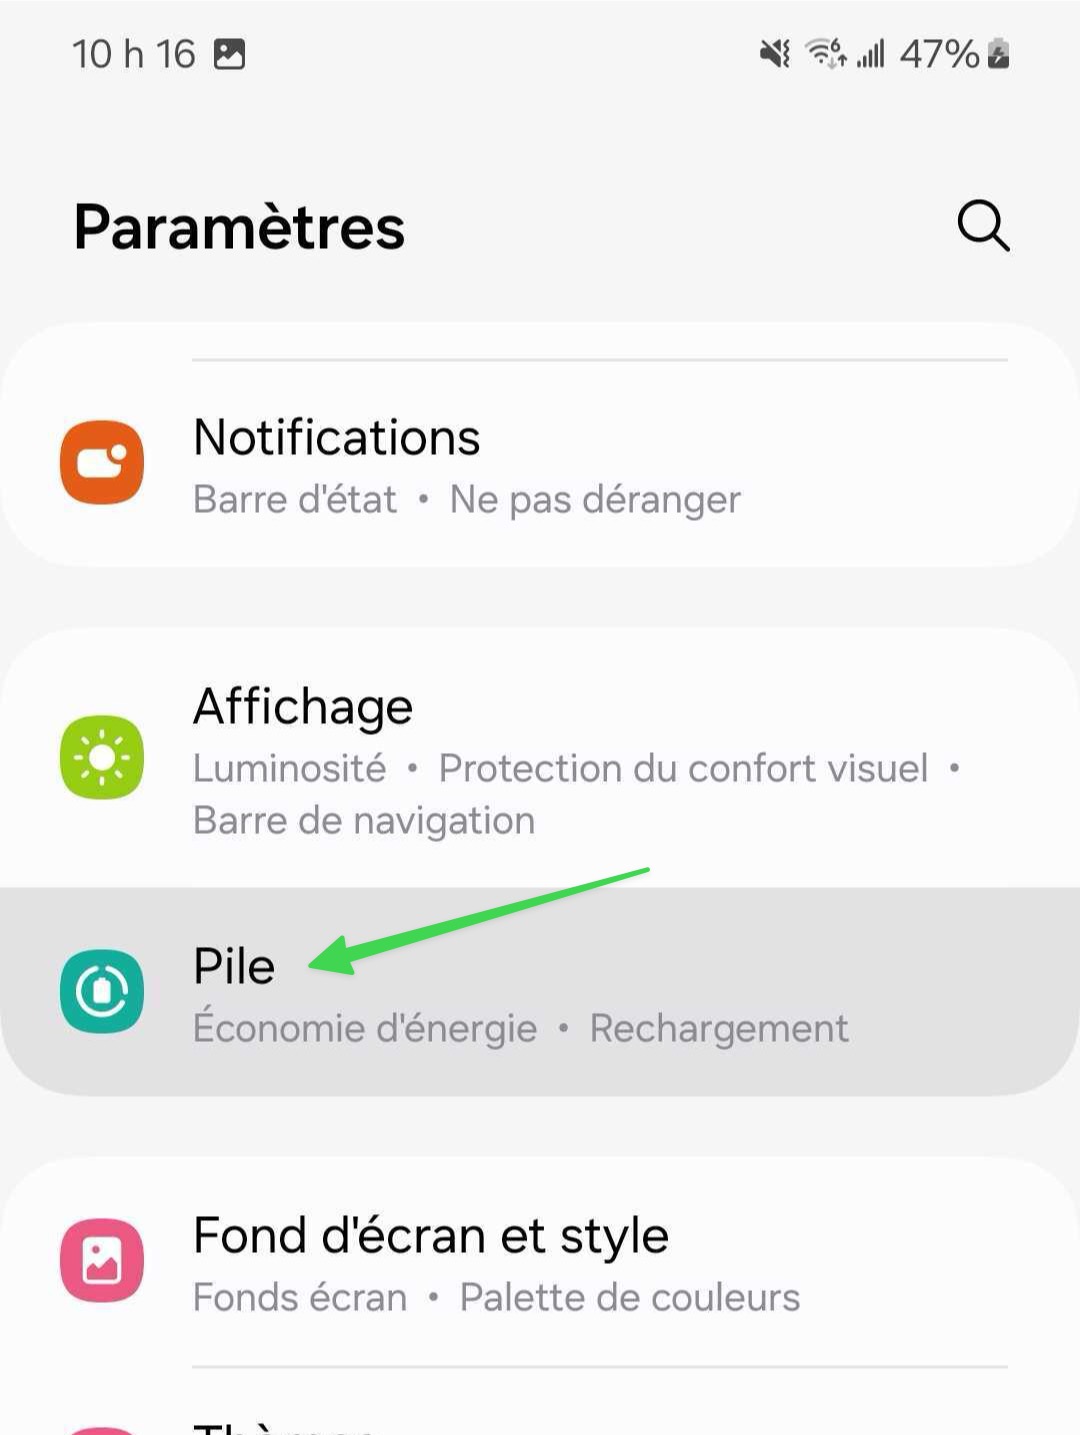 10 h 16 47%
Paramètres
Notifications
Barre d'état • Ne pas déranger
Affichage
Luminosité • Protection du confort visuel •
Barre de navigation
Pile
Économie d'énergie • Rechargement
Fond d'écran et style
Fonds écran • Palette de couleurs